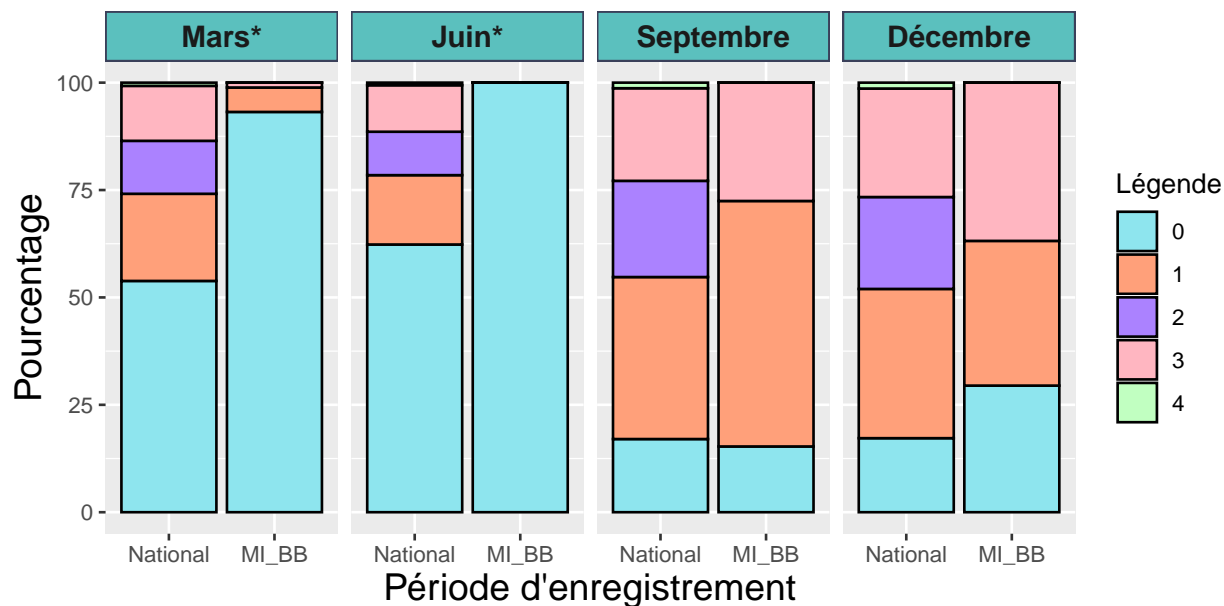 Mars* Juin* Septembre Décembre
100
75
50
25
0
Pourcentage
National MI_BB National MI_BB National MI_BB National MI_BB
Période d'enregistrement
Légende
0
1
2
3
4